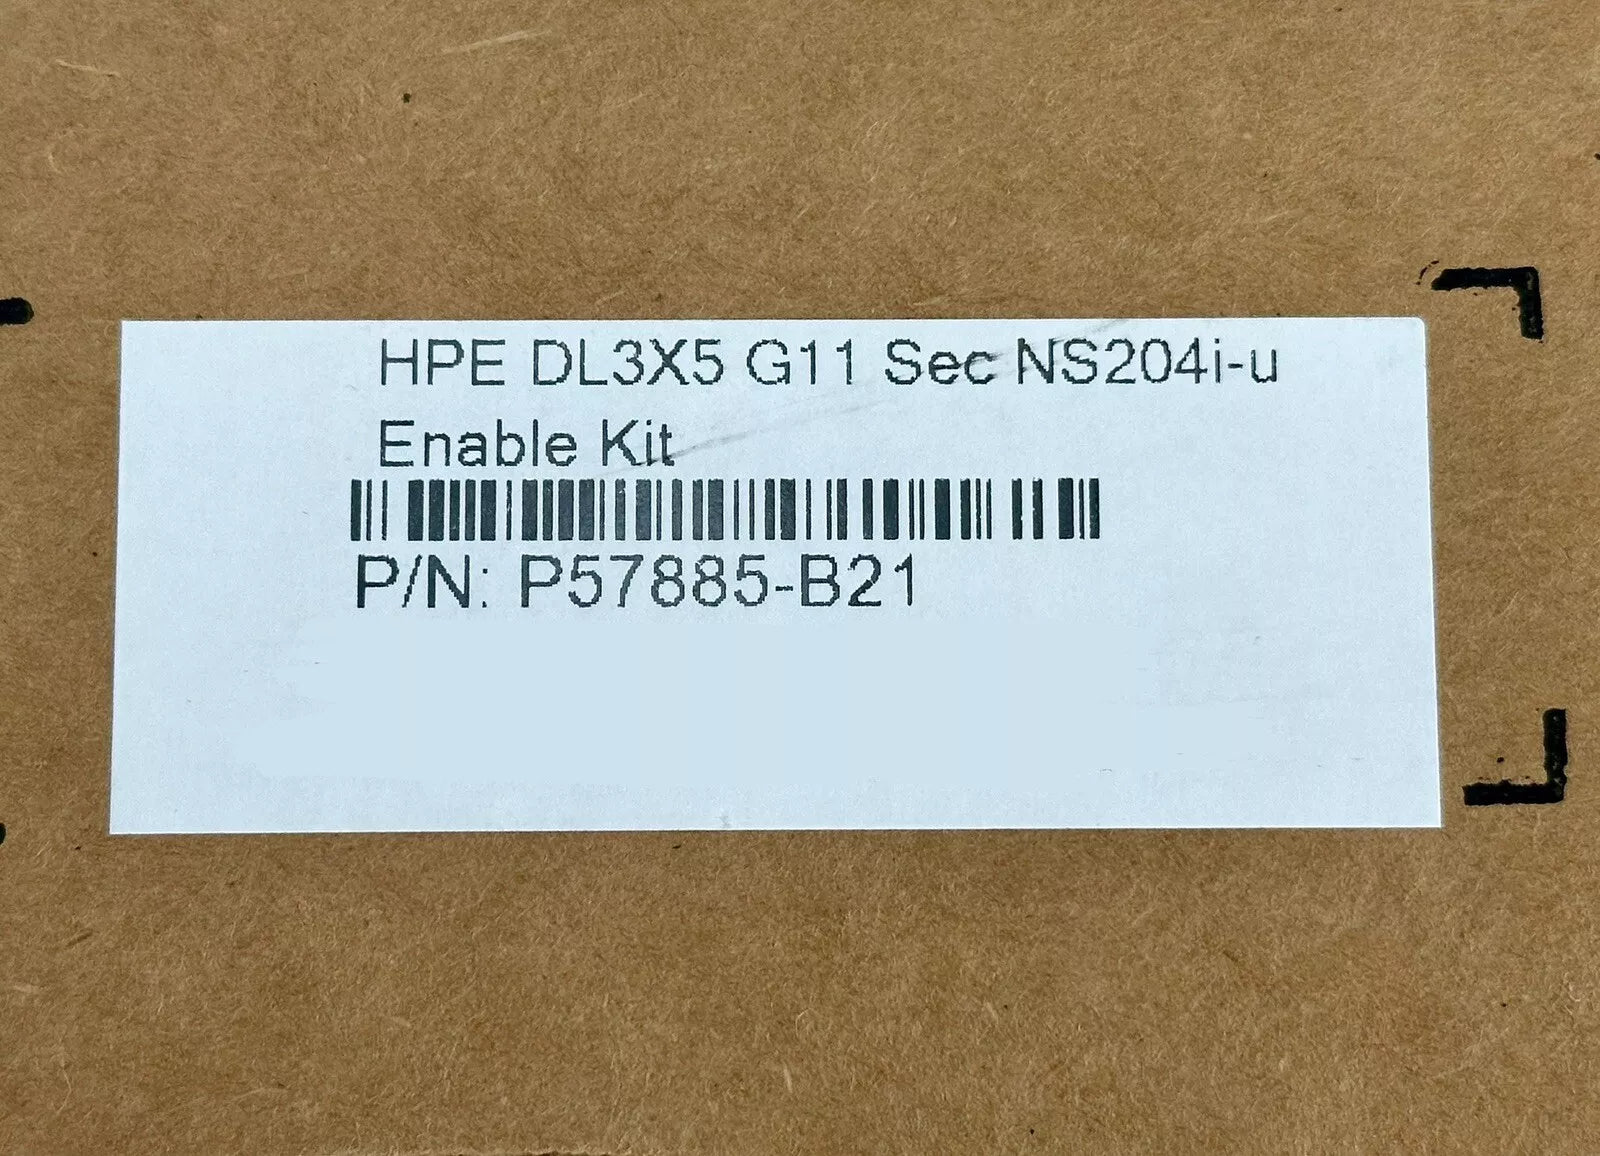 HPE DL3X5 G11 Sec NS204i-u
Enable Kit
P/N: P57885-B21